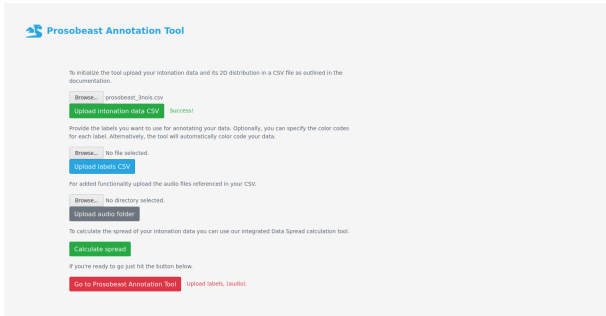 Prosobeast Annotation Tool
To initialize the tool upload your intonation data and its 2D distribution in a CSV file as outlined in the
documentation.
Browse... prosobeast_3nols.csv
Upload intonation data CSV Success!
Provide the labels you want to use for annotating your data. Optionally, you can specify the color codes
for each label. Alternatively, the tool will automatically color code your data.
Browse... No file selected.
Upload labels CSV
For added functionality upload the audio files referenced in your CSV.
Browse... No directory selected.
Upload audio folder
To calculate the spread of your intonation data you can use our integrated Data Spread calculation tool.
Calculate spread
If you're ready to go just hit the button below.
Go to Prosobeast Annotation Tool Upload labels, (audio).